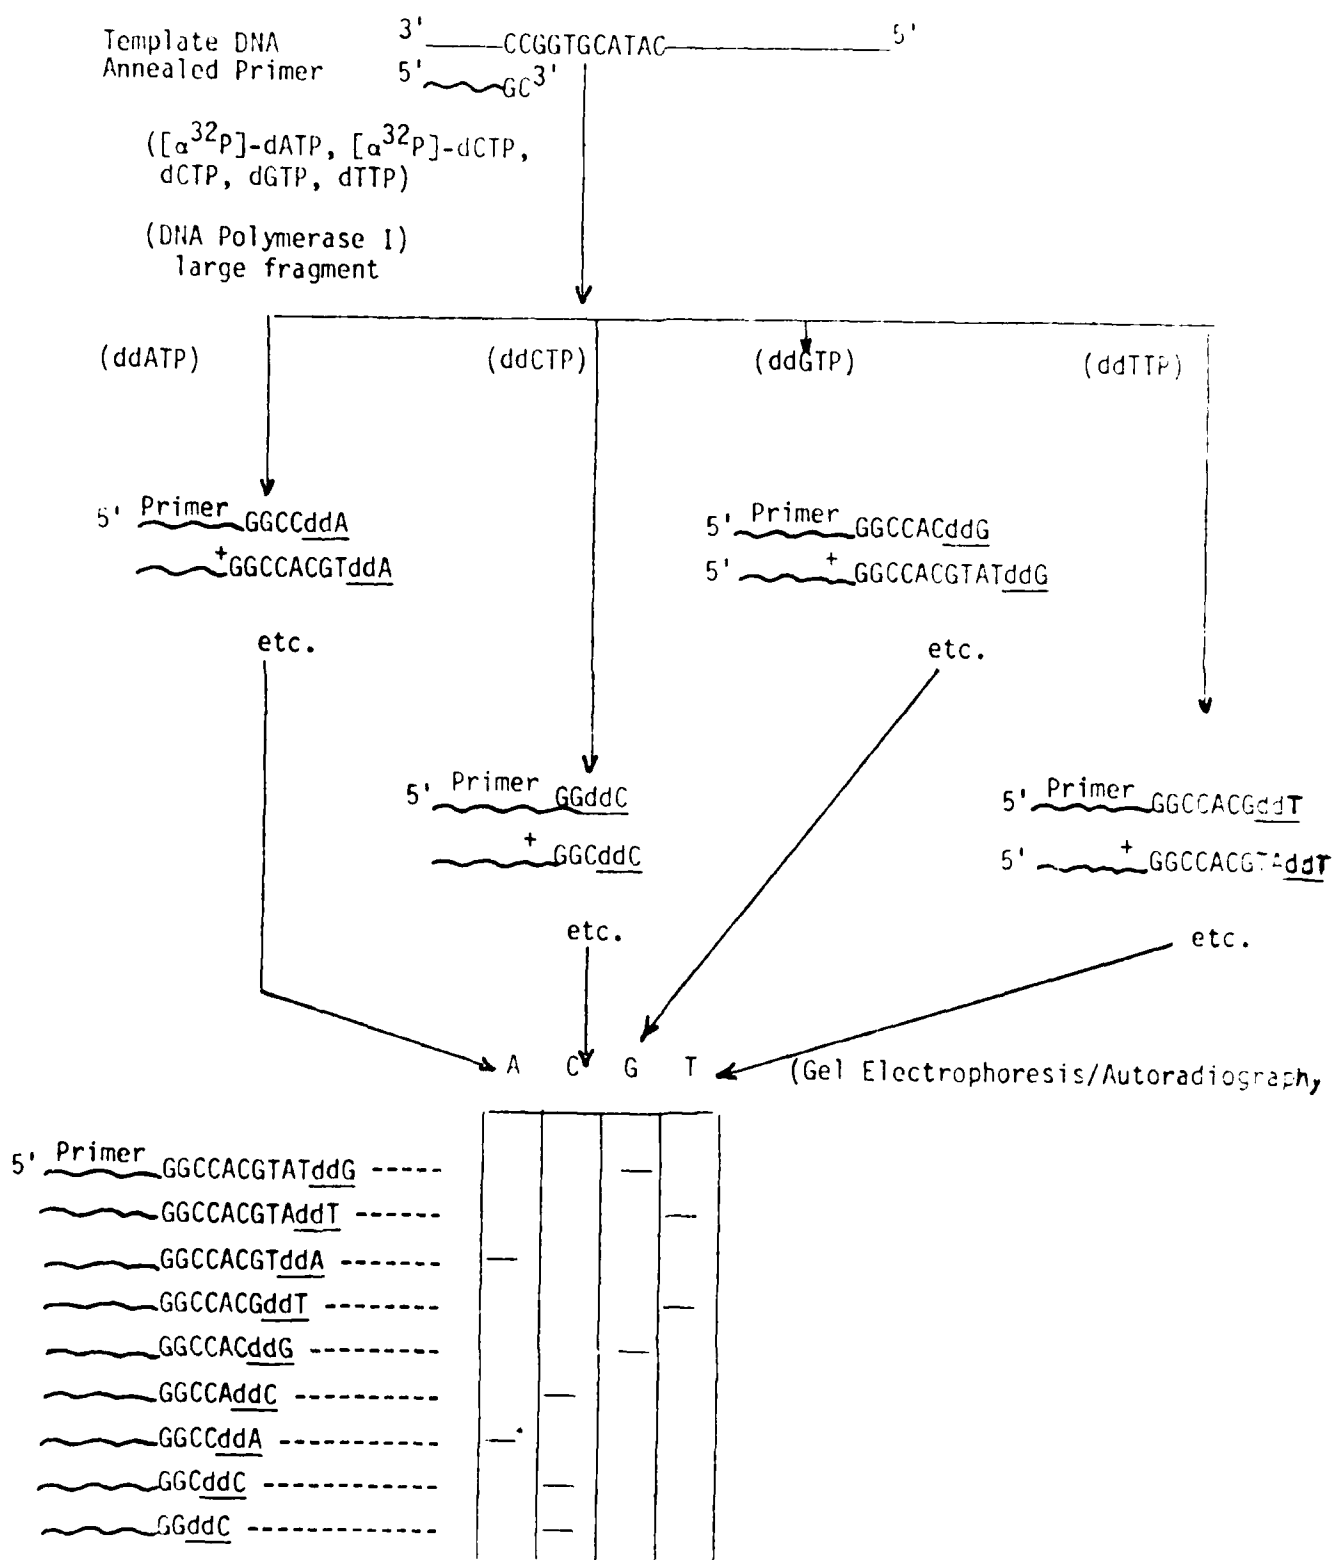 Template DNA 3' CCGGTGCATAC 5'
Annealed Primer 5' GC 3'
([α32P]-dATP, [α32P]-dCTP,
dCTP, dGTP, dTTP)
(DNA Polymerase I)
large fragment
(ddATP) (ddCTP) (ddGTP) (ddTTP)
5' Primer GGCCddA
+
GGCCACGTddA
etc.
5' Primer GGCCACddG
+
5' GGCCACGTATddG
etc.
5' Primer GGddC
+
GGCddC
etc.
5' Primer GGCCACGddT
+
5' GGCCACGTAddT
etc.
A C G T (Gel Electrophoresis/Autoradiography
5' Primer GGCCACGTATddG -----
GGCCACGTAddT ------
GGCCACGTddA -------
GGCCACGddT --------
GGCCACddG ---------
GGCCAddC ----------
GGCCddA -----------
GGCddC ------------
GGddC -------------